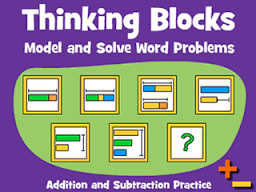 Thinking Blocks
Model and Solve Word Problems
?
Addition and Subtraction Practice
+
−